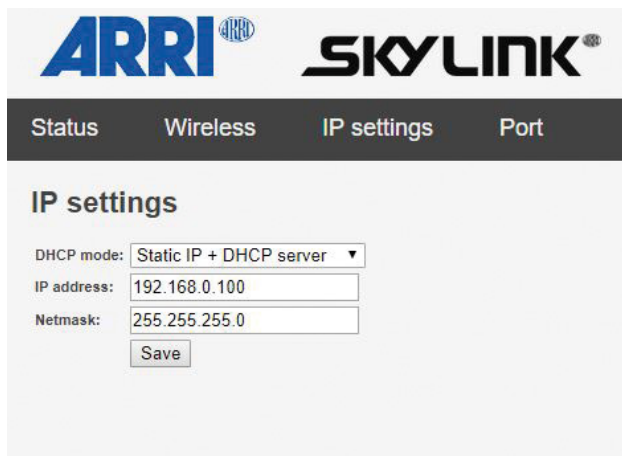 ARRI® ARRI SKYLINK®
Status Wireless IP settings Port
IP settings
DHCP mode: Static IP + DHCP server
IP address: 192.168.0.100
Netmask: 255.255.255.0
Save